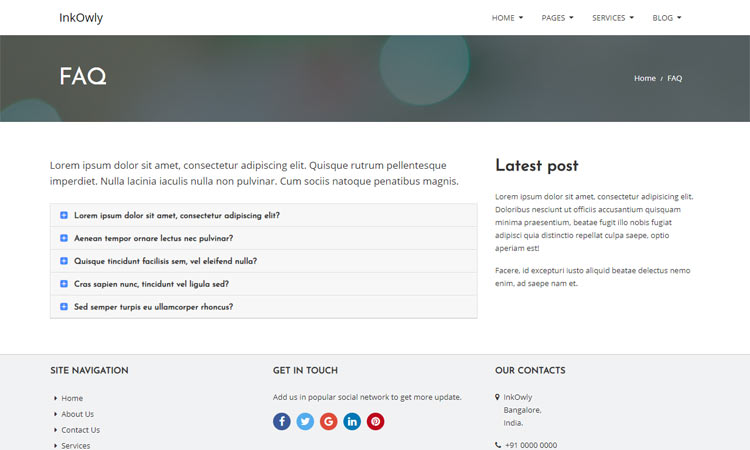 InkOwly
HOME
PAGES
SERVICES
BLOG
FAQ
Home / FAQ
Lorem ipsum dolor sit amet, consectetur adipiscing elit. Quisque rutrum pellentesque
imperdiet. Nulla lacinia iaculis nulla non pulvinar. Cum sociis natoque penatibus magnis.
Lorem ipsum dolor sit amet, consectetur adipiscing elit?
Aenean tempor ornare lectus nec pulvinar?
Quisque tincidunt facilisis sem, vel eleifend nulla?
Cras sapien nunc, tincidunt vel ligula sed?
Sed semper turpis eu ullamcorper rhoncus?
Latest post
Lorem ipsum dolor sit amet, consectetur adipiscing elit.
Doloribus nesciunt ut officiis accusantium quisquam
minima praesentium, beatae fugit illo nobis fugiat
adipisci quia distinctio repellat culpa saepe, optio
aperiam est!
Facere, id excepturi iusto aliquid beatae delectus nemo
enim, ad saepe nam et.
SITE NAVIGATION
Home
About Us
Contact Us
Services
GET IN TOUCH
Add us in popular social network to get more update.
OUR CONTACTS
InkOwly
Bangalore,
India.
+91 0000 0000